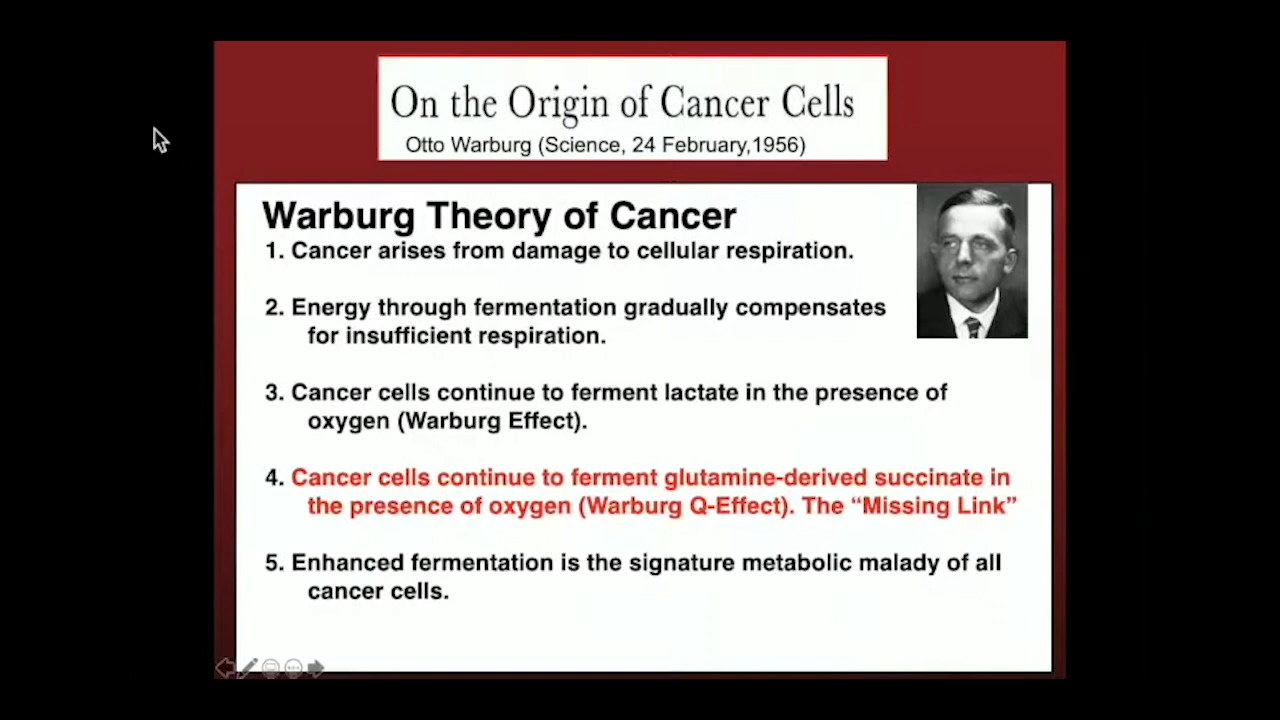 On the Origin of Cancer Cells
Otto Warburg (Science, 24 February,1956)
Warburg Theory of Cancer
1. Cancer arises from damage to cellular respiration.
2. Energy through fermentation gradually compensates
for insufficient respiration.
3. Cancer cells continue to ferment lactate in the presence of
oxygen (Warburg Effect).
4. Cancer cells continue to ferment glutamine-derived succinate in
the presence of oxygen (Warburg Q-Effect). The “Missing Link”
5. Enhanced fermentation is the signature metabolic malady of all
cancer cells.